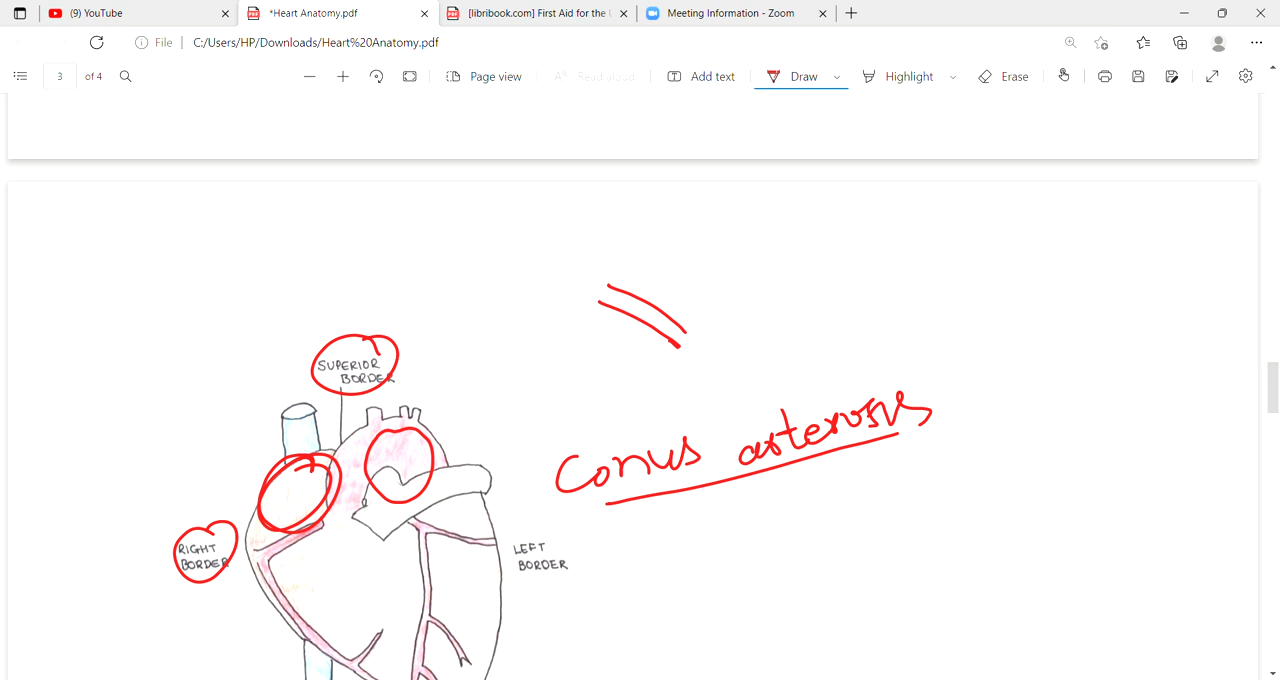 (9) YouTube
*Heart Anatomy.pdf
[libribook.com] First Aid for the U
Meeting Information - Zoom
File
C:/Users/HP/Downloads/Heart%20Anatomy.pdf
3 of 4
Page view
Read aloud
Add text
Draw
Highlight
Erase
SUPERIOR
BORDER
Conus arterosus
RIGHT
BORDER
LEFT
BORDER